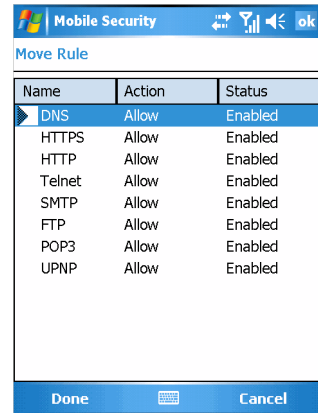 Mobile Security ok
Move Rule
Name Action Status
DNS Allow Enabled
HTTPS Allow Enabled
HTTP Allow Enabled
Telnet Allow Enabled
SMTP Allow Enabled
FTP Allow Enabled
POP3 Allow Enabled
UPNP Allow Enabled
Done Cancel